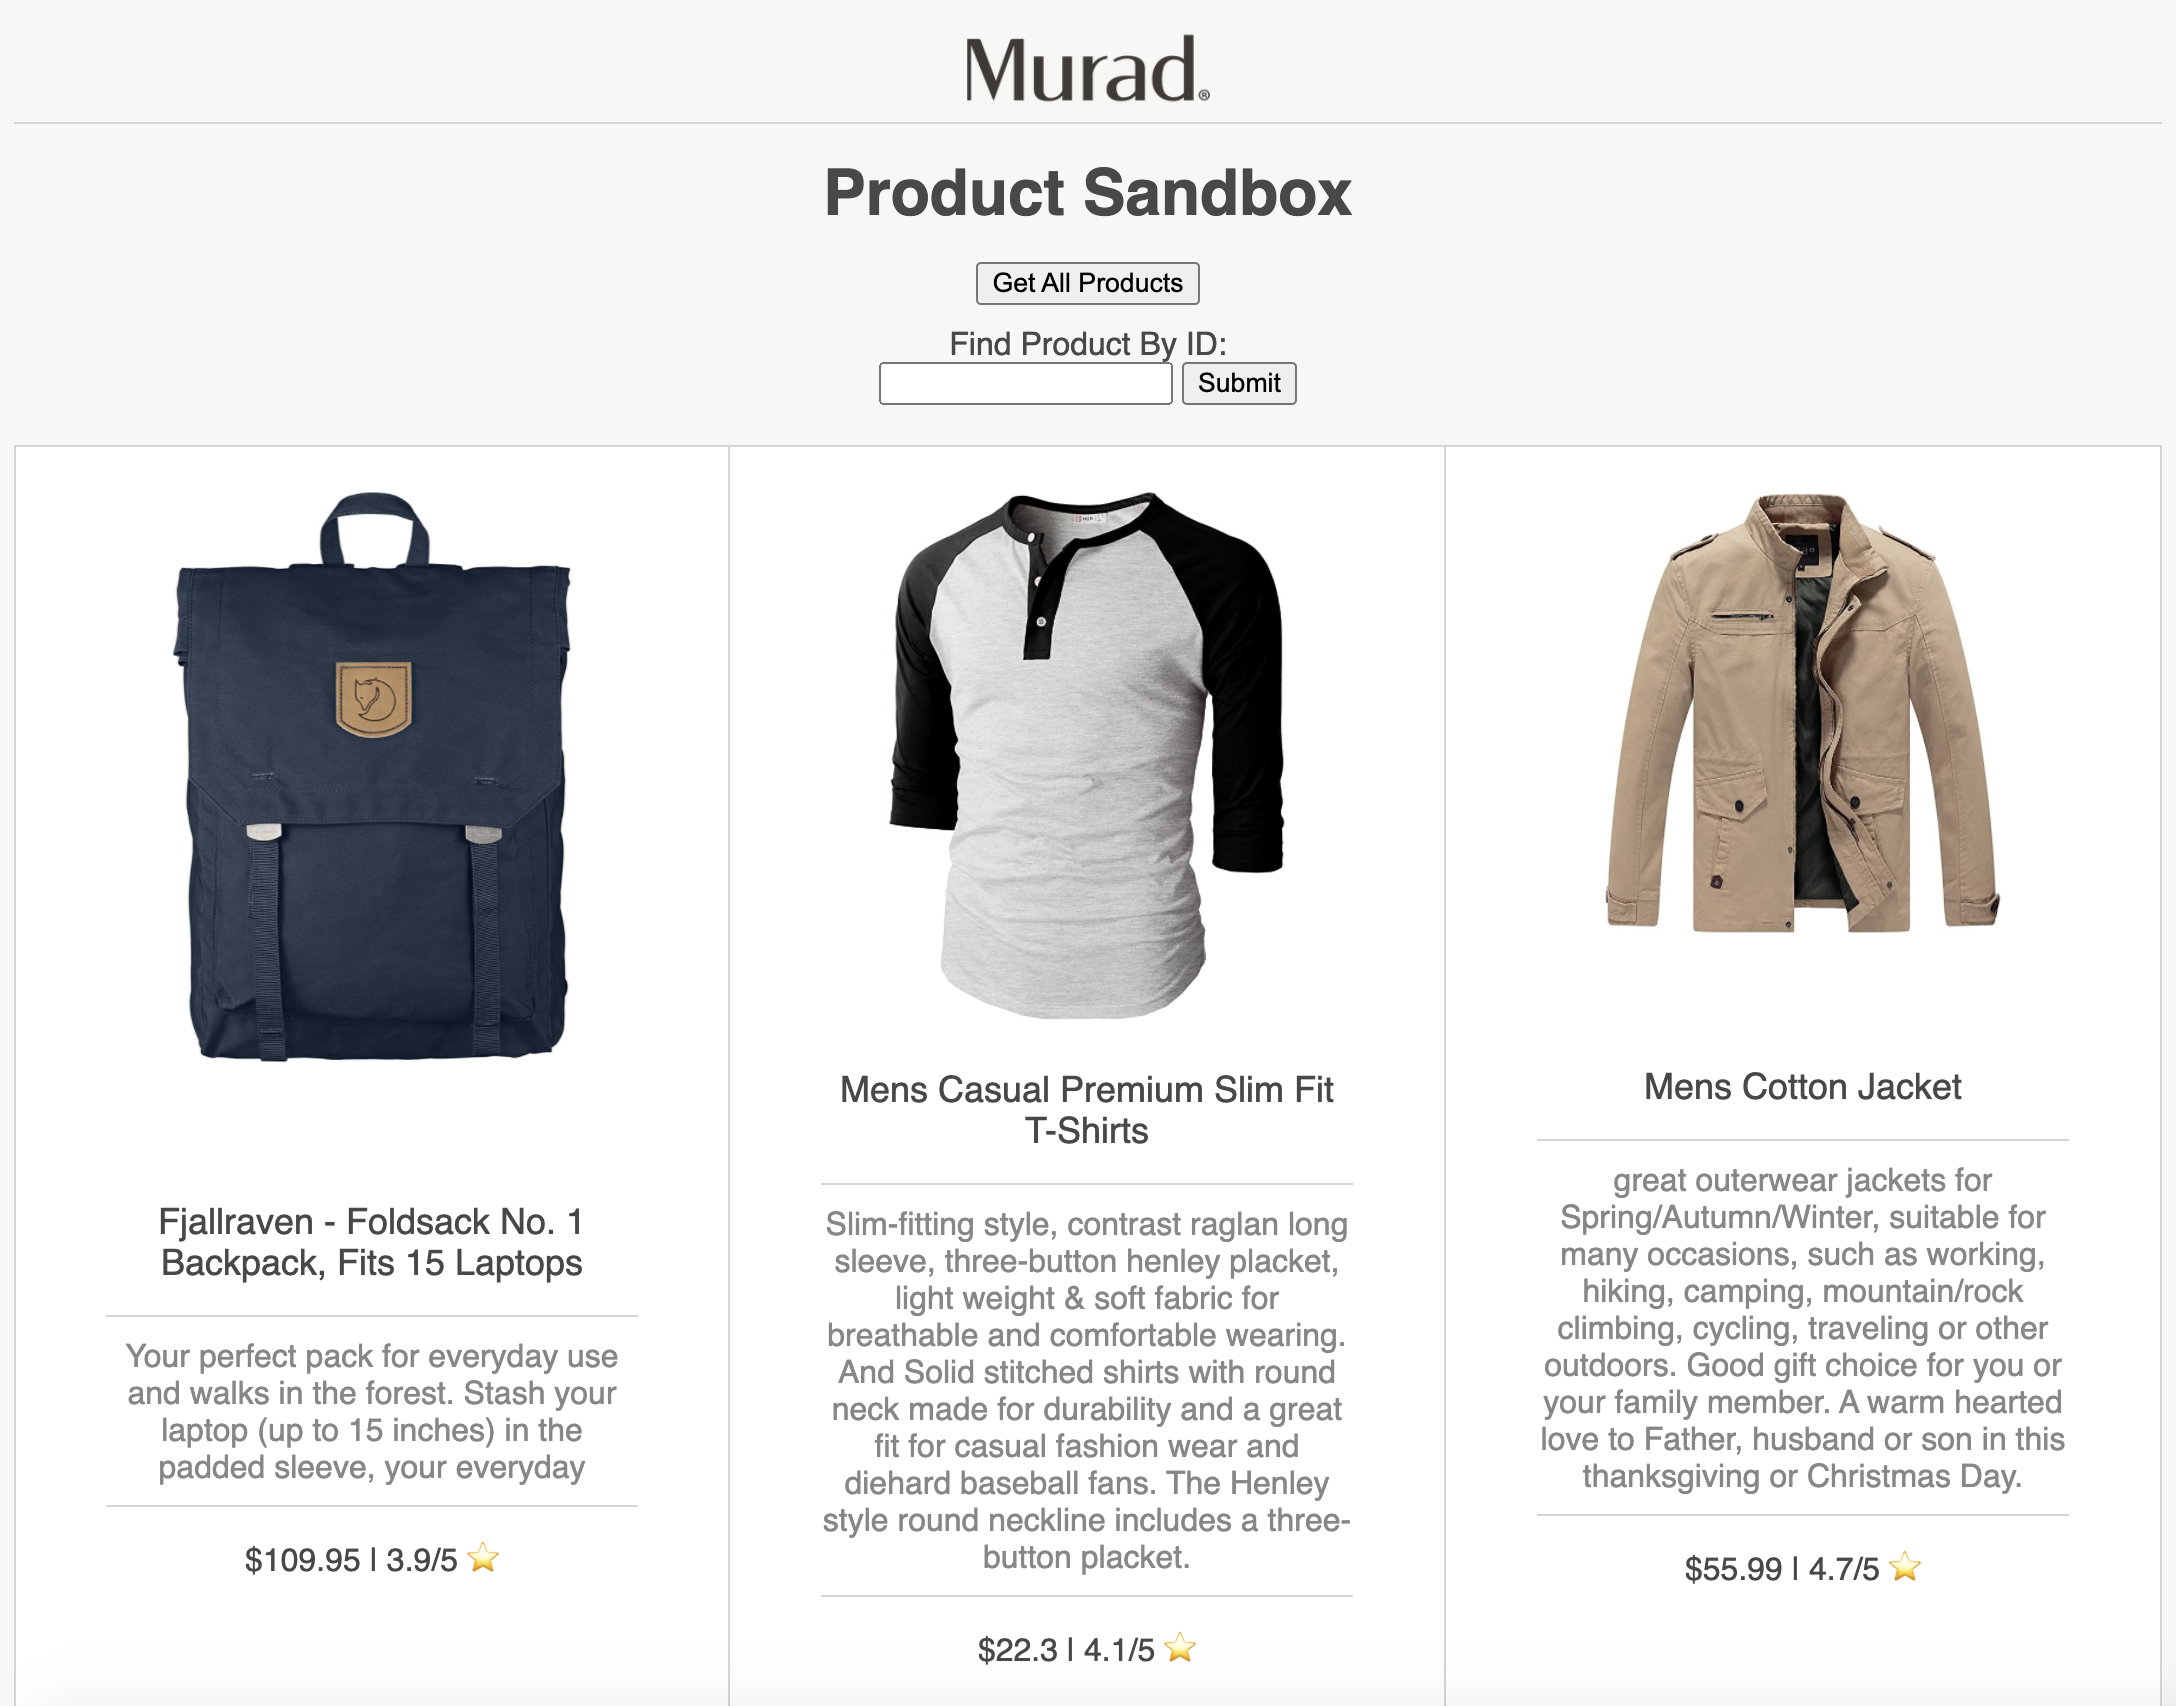 Murad®
Product Sandbox
Get All Products
Find Product By ID:
Submit
Fjallraven - Foldsack No. 1
Backpack, Fits 15 Laptops
Your perfect pack for everyday use
and walks in the forest. Stash your
laptop (up to 15 inches) in the
padded sleeve, your everyday
$109.95 | 3.9/5 ⭐
Mens Casual Premium Slim Fit
T-Shirts
Slim-fitting style, contrast raglan long
sleeve, three-button henley placket,
light weight & soft fabric for
breathable and comfortable wearing.
And Solid stitched shirts with round
neck made for durability and a great
fit for casual fashion wear and
diehard baseball fans. The Henley
style round neckline includes a three-
button placket.
$22.3 | 4.1/5 ⭐
Mens Cotton Jacket
great outerwear jackets for
Spring/Autumn/Winter, suitable for
many occasions, such as working,
hiking, camping, mountain/rock
climbing, cycling, traveling or other
outdoors. Good gift choice for you or
your family member. A warm hearted
love to Father, husband or son in this
thanksgiving or Christmas Day.
$55.99 | 4.7/5 ⭐